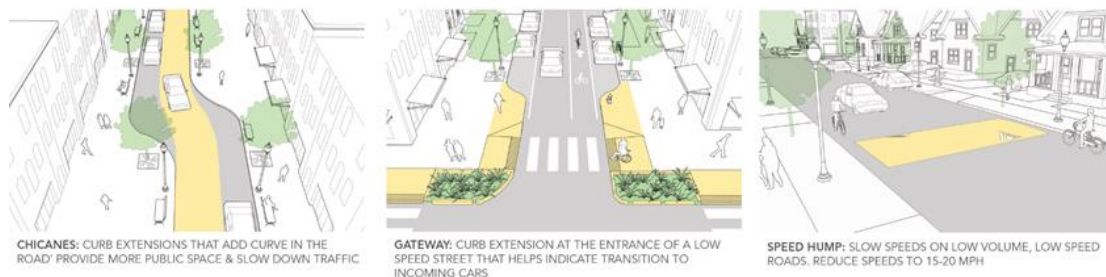 CHICANES: CURB EXTENSIONS THAT ADD CURVE IN THE
ROAD' PROVIDE MORE PUBLIC SPACE & SLOW DOWN TRAFFIC
GATEWAY: CURB EXTENSION AT THE ENTRANCE OF A LOW
SPEED STREET THAT HELPS INDICATE TRANSITION TO
INCOMING CARS
SPEED HUMP: SLOW SPEEDS ON LOW VOLUME, LOW SPEED
ROADS. REDUCE SPEEDS TO 15-20 MPH